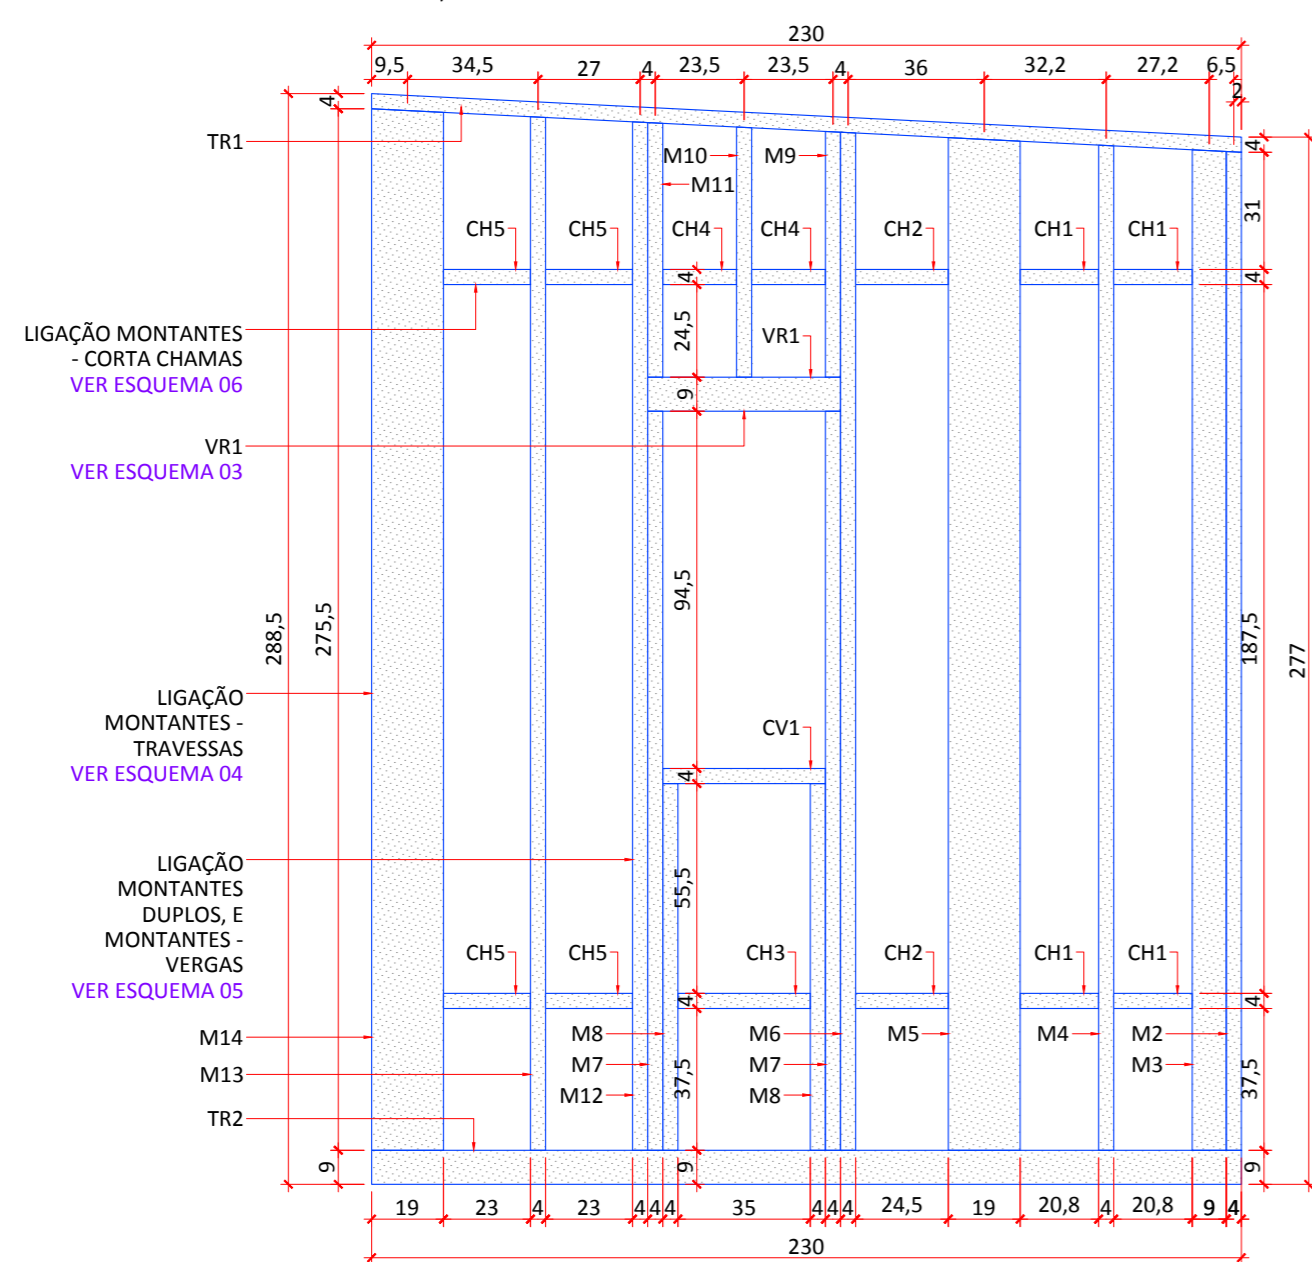 230
9,5 34,5 27 4 23,5 23,5 4 36 32,2 27,2 6,5
2
4
TR1
M10 M9
M11
4
31
CH5 CH5 CH4 CH4 CH2 CH1 CH1
4
4
LIGAÇÃO MONTANTES
- CORTA CHAMAS
VER ESQUEMA 06
24,5
VR1
9
VR1
VER ESQUEMA 03
94,5
288,5
275,5
187,5
277
LIGAÇÃO
MONTANTES -
TRAVESSAS
VER ESQUEMA 04
CV1
4
LIGAÇÃO
MONTANTES
DUPLOS, E
MONTANTES -
VERGAS
VER ESQUEMA 05
55,5
CH5 CH5 CH3 CH2 CH1 CH1
4
4
M14
M8 M6 M5 M4 M2
M13
M7 M7 M3
37,5
37,5
M12 M8
TR2
9
9
9
19 23 4 23 4 4 4 35 4 4 4 24,5 19 20,8 4 20,8 9 4
230